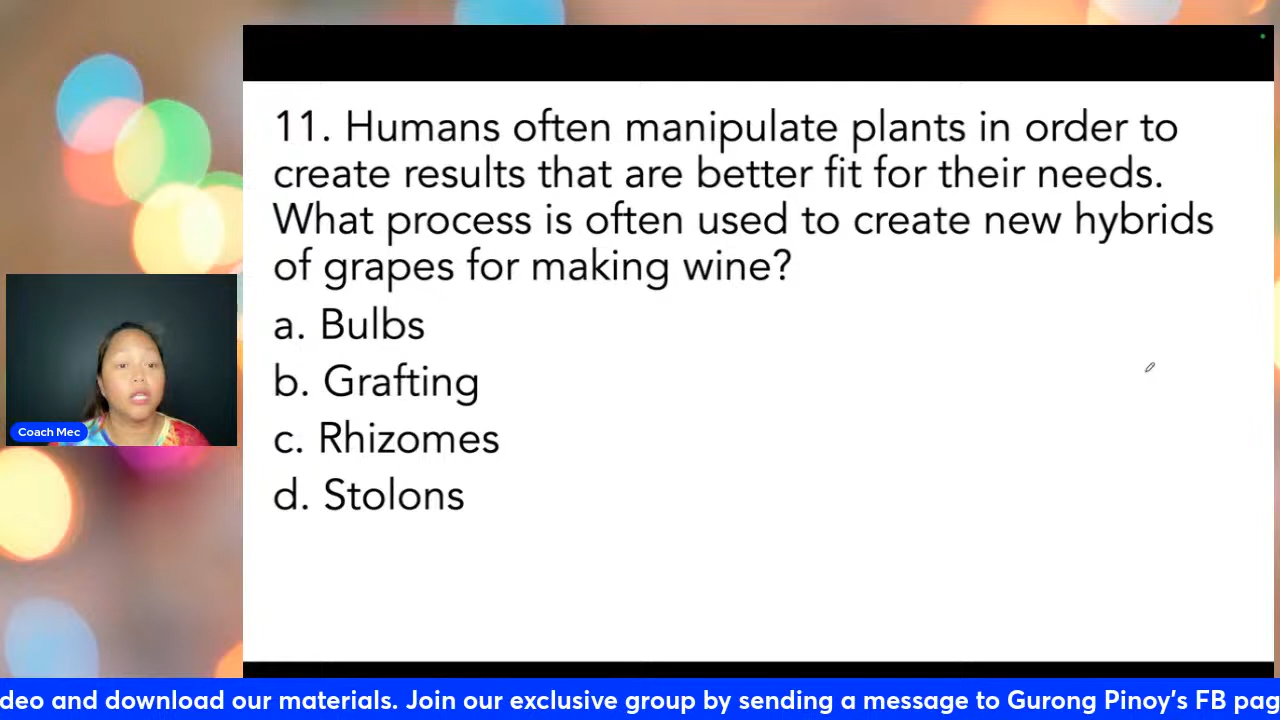 11. Humans often manipulate plants in order to
create results that are better fit for their needs.
What process is often used to create new hybrids
of grapes for making wine?
a. Bulbs
b. Grafting
c. Rhizomes
d. Stolons
Coach Mec
deo and download our materials. Join our exclusive group by sending a message to Gurong Pinoy's FB pag